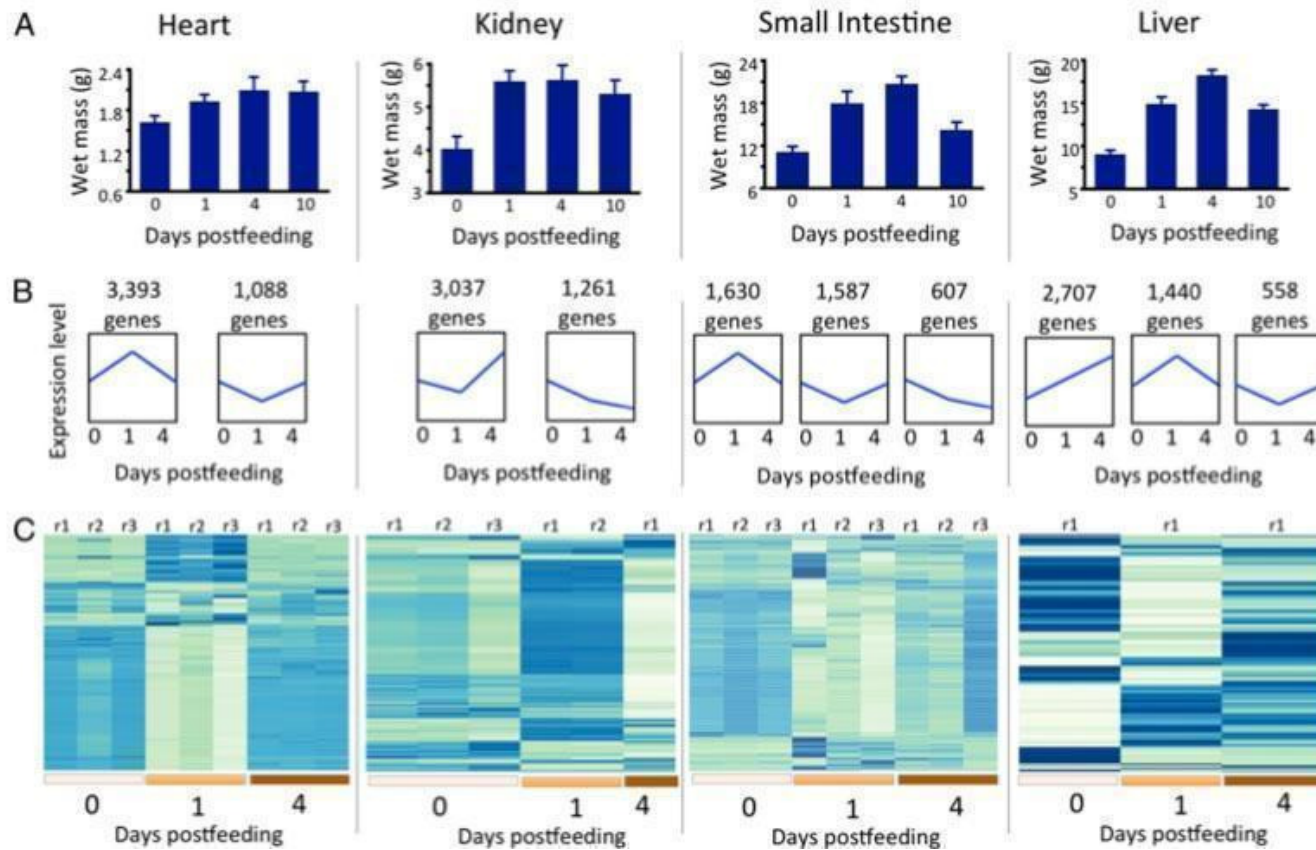 A Heart Kidney Small Intestine Liver
Wet mass (g) Wet mass (g) Wet mass (g) Wet mass (g)
2.4 6 24 20
1.8 5 18 15
1.2 4 12 10
0.6 3 6 5
0 1 4 10 0 1 4 10 0 1 4 10 0 1 4 10
Days postfeeding Days postfeeding Days postfeeding Days postfeeding
B Expression level
3,393 1,088 3,037 1,261 1,630 1,587 607 2,707 1,440 558
genes genes genes genes genes genes genes genes genes genes
0 1 4 0 1 4 0 1 4 0 1 4 0 1 4 0 1 4 0 1 4 0 1 4 0 1 4 0 1 4
Days postfeeding Days postfeeding Days postfeeding Days postfeeding
C r1 r2 r3 r1 r2 r3 r1 r2 r3 r1 r2 r3 r1 r2 r1 r1 r2 r3 r1 r2 r3 r1 r2 r3 r1 r1 r1
0 1 4 0 1 4 0 1 4 0 1 4
Days postfeeding Days postfeeding Days postfeeding Days postfeeding